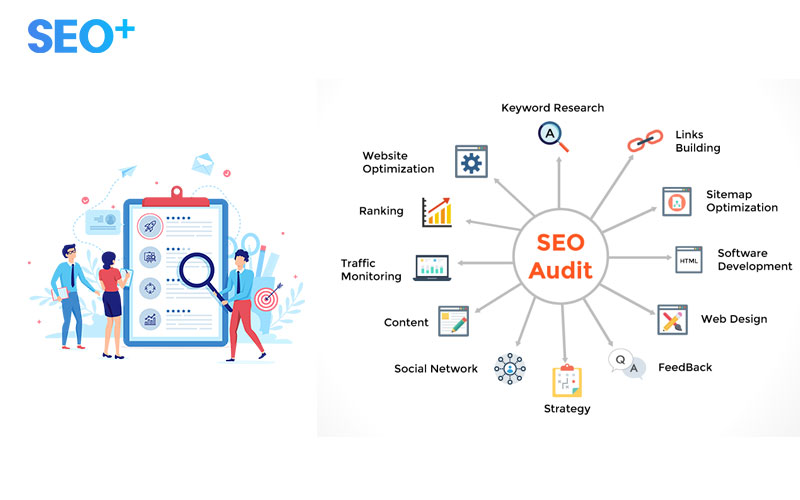 SEO+
Keyword Research
A
Links
Building
Website
Optimization
Sitemap
Optimization
Ranking
SEO
Audit
Software
Development
HTML
Traffic
Monitoring
Content
Web Design
Social Network
Q
A
FeedBack
Strategy